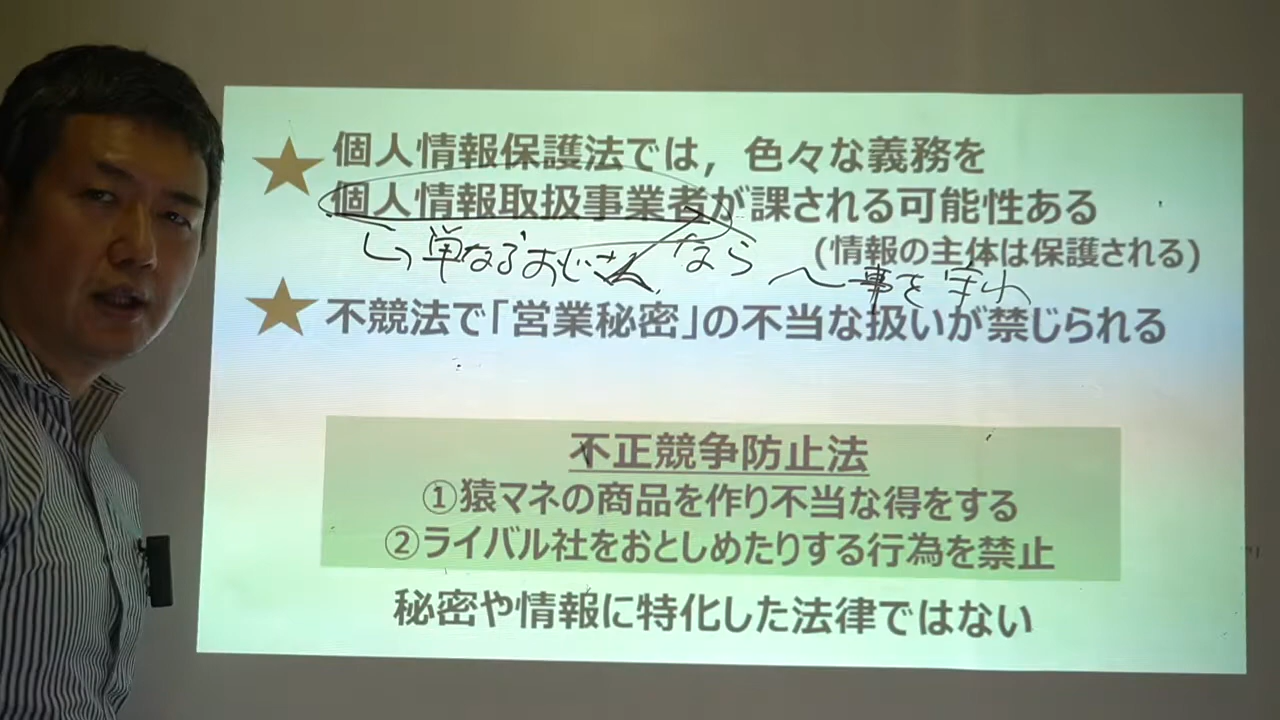 ★個人情報保護法では，色々な義務を
個人情報取扱事業者が課される可能性ある
(情報の主体は保護される)
→単なるおじさんなら 〜事を守れ
★不競法で「営業秘密」の不当な扱いが禁じられる
不正競争防止法
①猿マネの商品を作り不当な得をする
②ライバル社をおとしめたりする行為を禁止
秘密や情報に特化した法律ではない